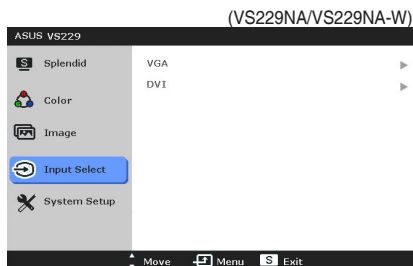 (VS229NA/VS229NA-W)
ASUS VS229
S Splendid
Color
Image
Input Select
System Setup
VGA
DVI
Move Menu S Exit